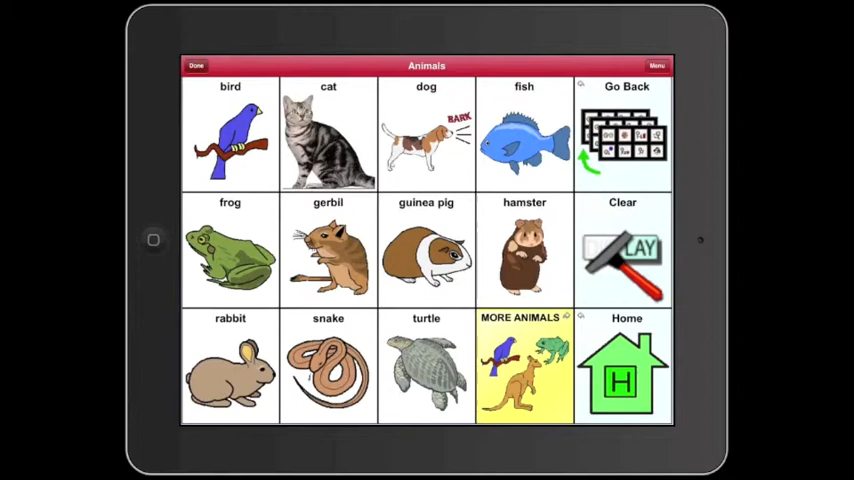 Done
Animals
Menu
bird
cat
dog
fish
Go Back
BARK
frog
gerbil
guinea pig
hamster
Clear
LAY
rabbit
snake
turtle
MORE ANIMALS
Home
H